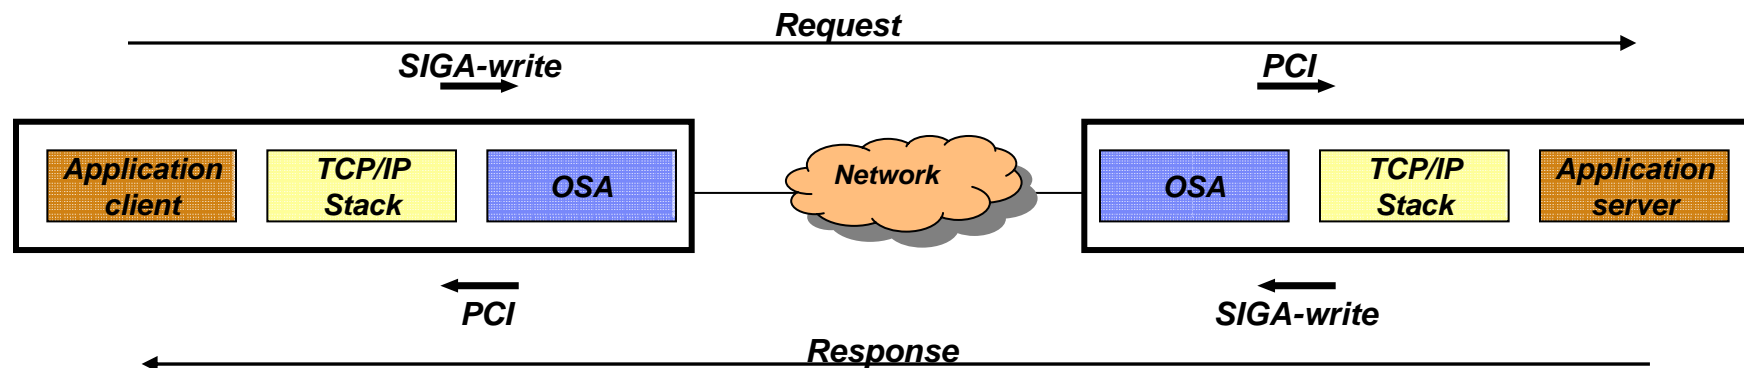 Request
SIGA-write
PCI
Application
client
TCP/IP
Stack
OSA
Network
OSA
TCP/IP
Stack
Application
server
PCI
SIGA-write
Response